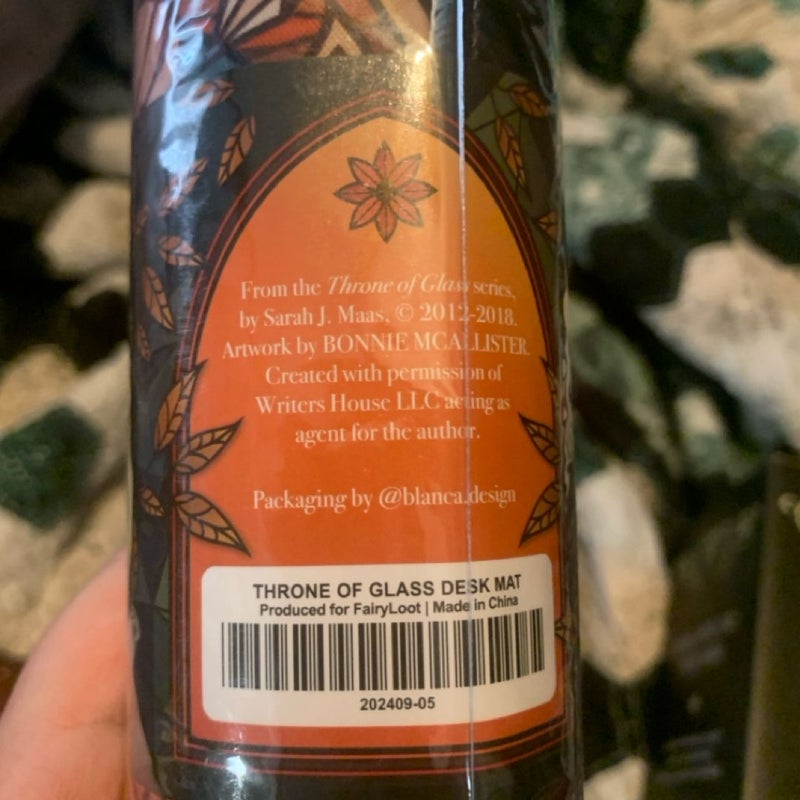 From the Throne of Glass series,
by Sarah J. Maas, © 2012-2018.
Artwork by BONNIE MCALLISTER.
Created with permission of
Writers House LLC acting as
agent for the author.
Packaging by @blanca.design
THRONE OF GLASS DESK MAT
Produced for FairyLoot | Made in China
202409-05